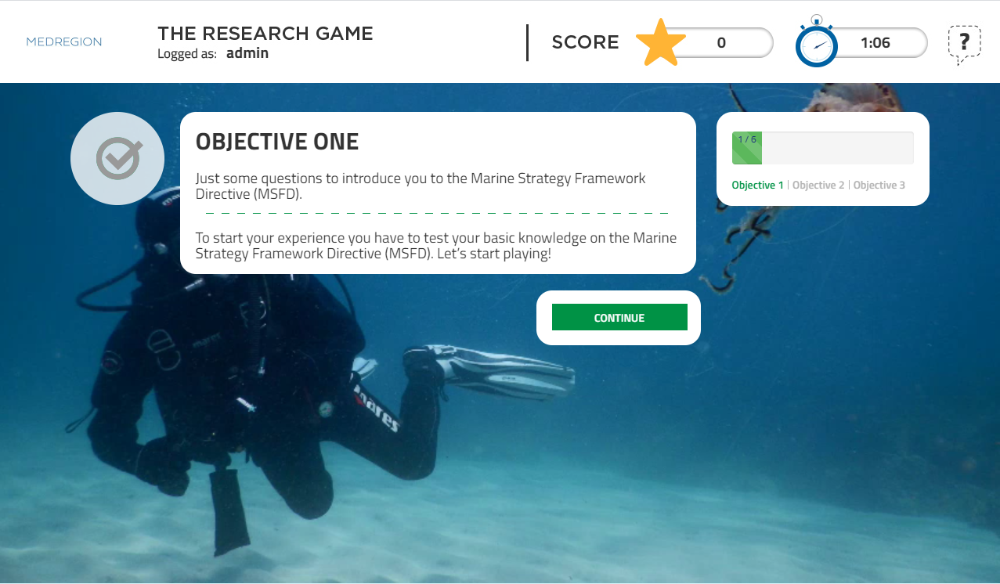 MEDREGION
THE RESEARCH GAME
Logged as: admin
SCORE
0
1:06
?
OBJECTIVE ONE
Just some questions to introduce you to the Marine Strategy Framework
Directive (MSFD).
To start your experience you have to test your basic knowledge on the Marine
Strategy Framework Directive (MSFD). Let's start playing!
1 / 6
Objective 1 | Objective 2 | Objective 3
CONTINUE
mares
mares